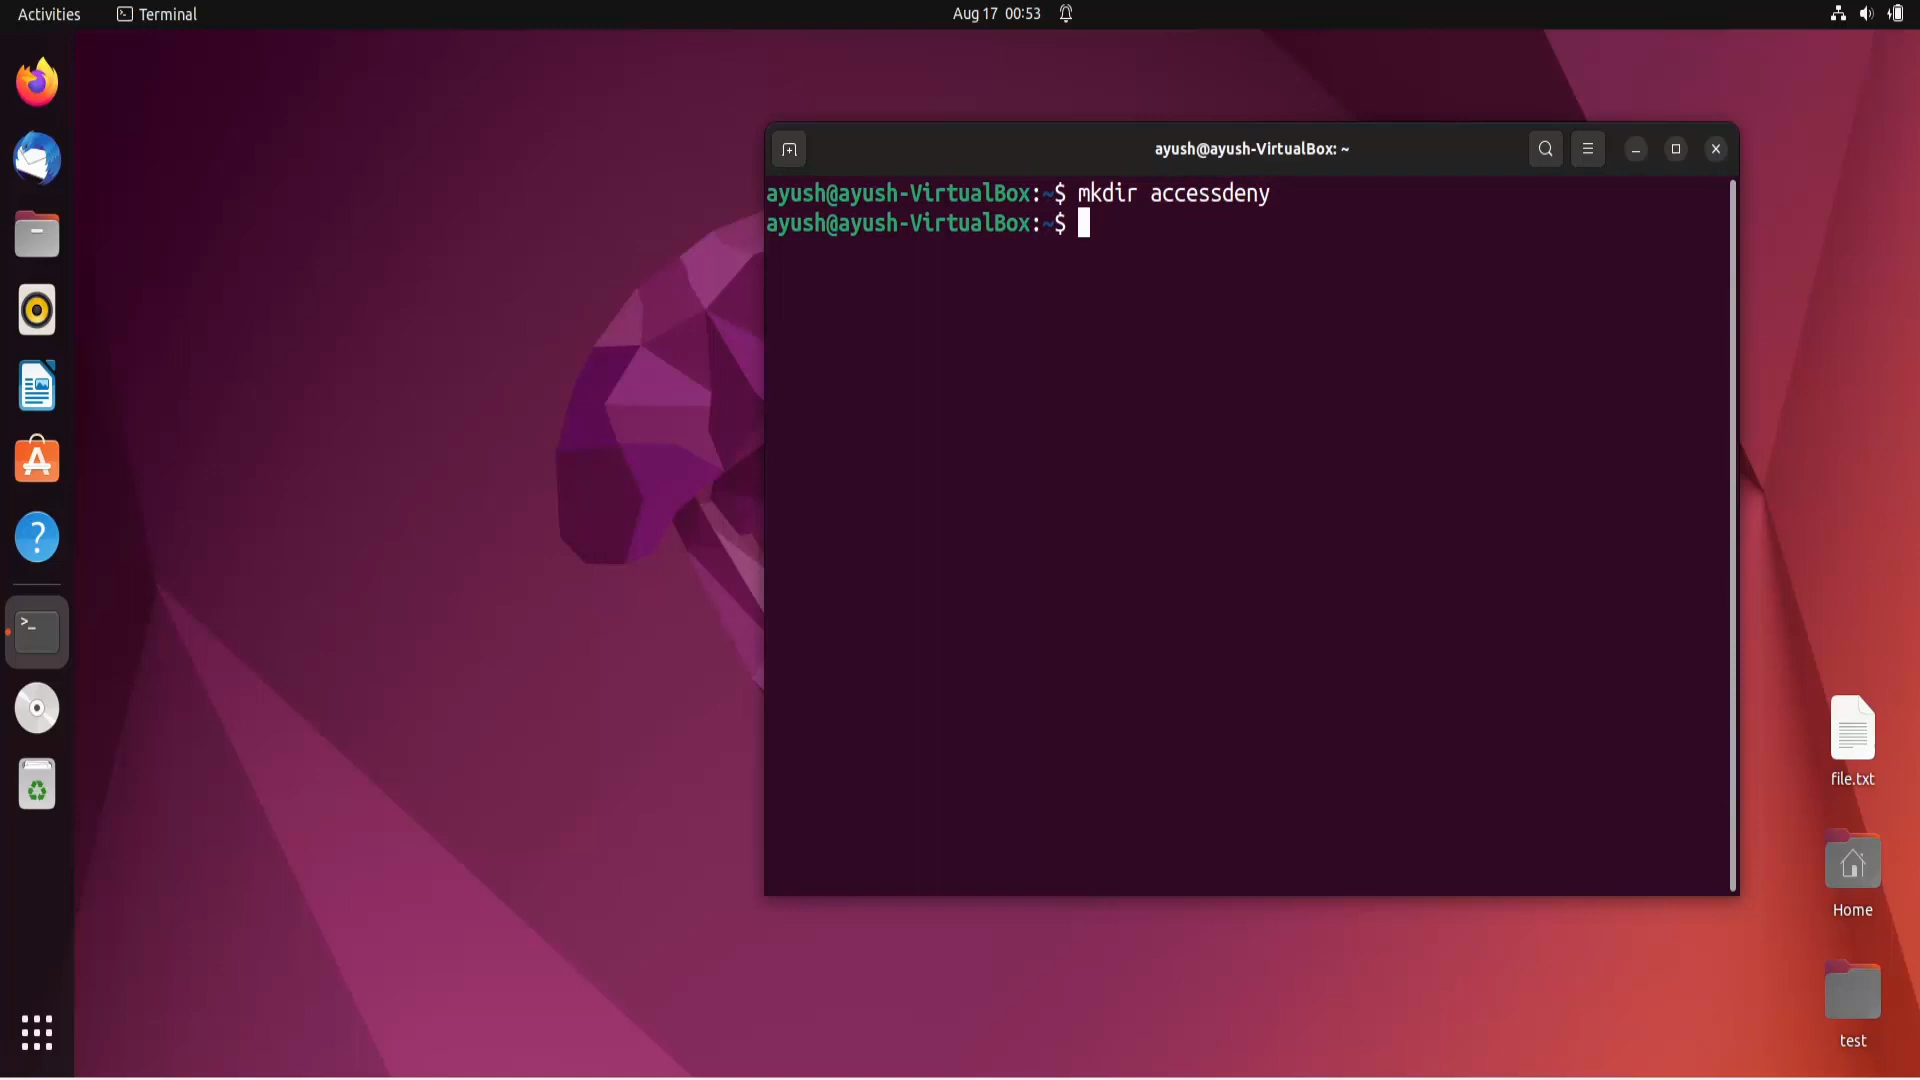 Activities
Terminal
Aug 17 00:53
ayush@ayush-VirtualBox: ~
ayush@ayush-VirtualBox:~$ mkdir accessdeny
ayush@ayush-VirtualBox:~$
file.txt
Home
test